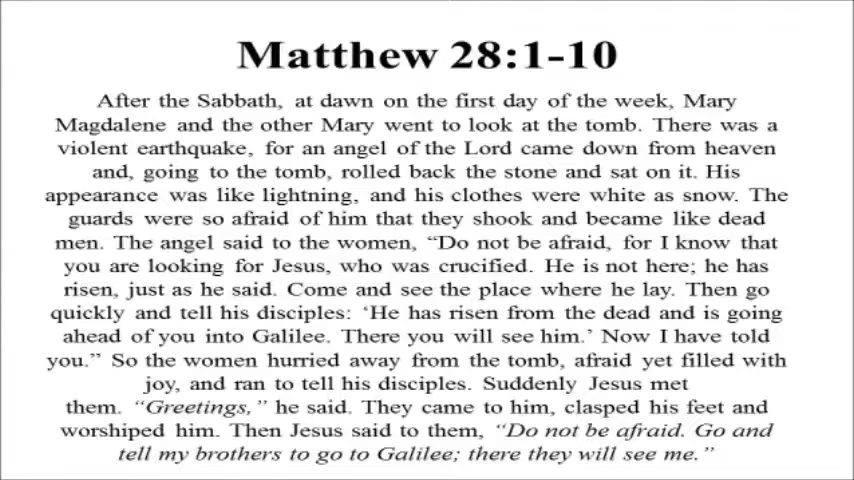 Matthew 28:1-10
After the Sabbath, at dawn on the first day of the week, Mary
Magdalene and the other Mary went to look at the tomb. There was a
violent earthquake, for an angel of the Lord came down from heaven
and, going to the tomb, rolled back the stone and sat on it. His
appearance was like lightning, and his clothes were white as snow. The
guards were so afraid of him that they shook and became like dead
men. The angel said to the women, “Do not be afraid, for I know that
you are looking for Jesus, who was crucified. He is not here; he has
risen, just as he said. Come and see the place where he lay. Then go
quickly and tell his disciples: ‘He has risen from the dead and is going
ahead of you into Galilee. There you will see him.’ Now I have told
you.” So the women hurried away from the tomb, afraid yet filled with
joy, and ran to tell his disciples. Suddenly Jesus met
them. “Greetings,” he said. They came to him, clasped his feet and
worshiped him. Then Jesus said to them, “Do not be afraid. Go and
tell my brothers to go to Galilee; there they will see me.”